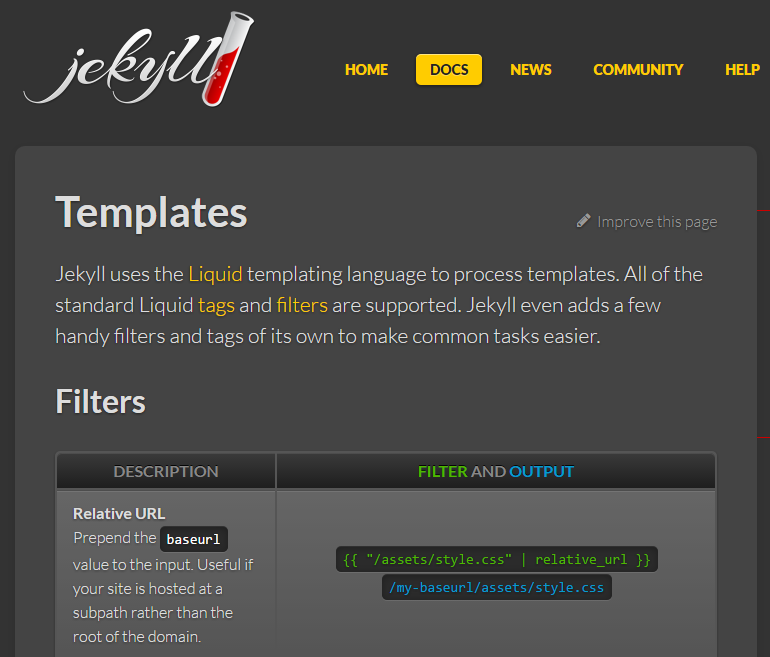 jekyll
HOME DOCS NEWS COMMUNITY HELP
Templates
Improve this page
Jekyll uses the Liquid templating language to process templates. All of the
standard Liquid tags and filters are supported. Jekyll even adds a few
handy filters and tags of its own to make common tasks easier.
Filters
DESCRIPTION FILTER AND OUTPUT
Relative URL
Prepend the baseurl
value to the input. Useful if
your site is hosted at a
subpath rather than the
root of the domain.
{{ "/assets/style.css" | relative_url }}
/my-baseurl/assets/style.css